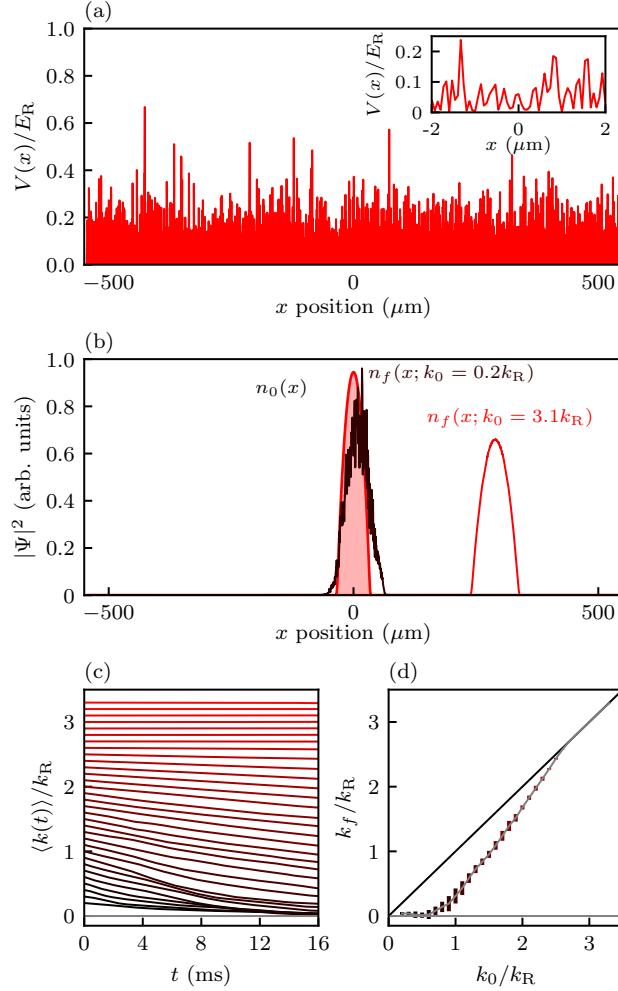 (a)
V(x)/E_R
1.0
0.8
0.6
0.4
0.2
0.0
−500
0
500
x position (μm)
V(x)/E_R
0.2
0.1
0
-2
-1
0
1
2
x (μm)
(b)
|Ψ|² (arb. units)
1.0
0.8
0.6
0.4
0.2
0
n_0(x)
n_f(x; k_0 = 0.2k_R)
n_f(x; k_0 = 3.1k_R)
−500
0
500
x position (μm)
(c)
⟨k(t)⟩/k_R
3
2
1
0
0
4
8
12
16
t (ms)
(d)
k_f/k_R
3
2
1
0
0
1
2
3
k_0/k_R